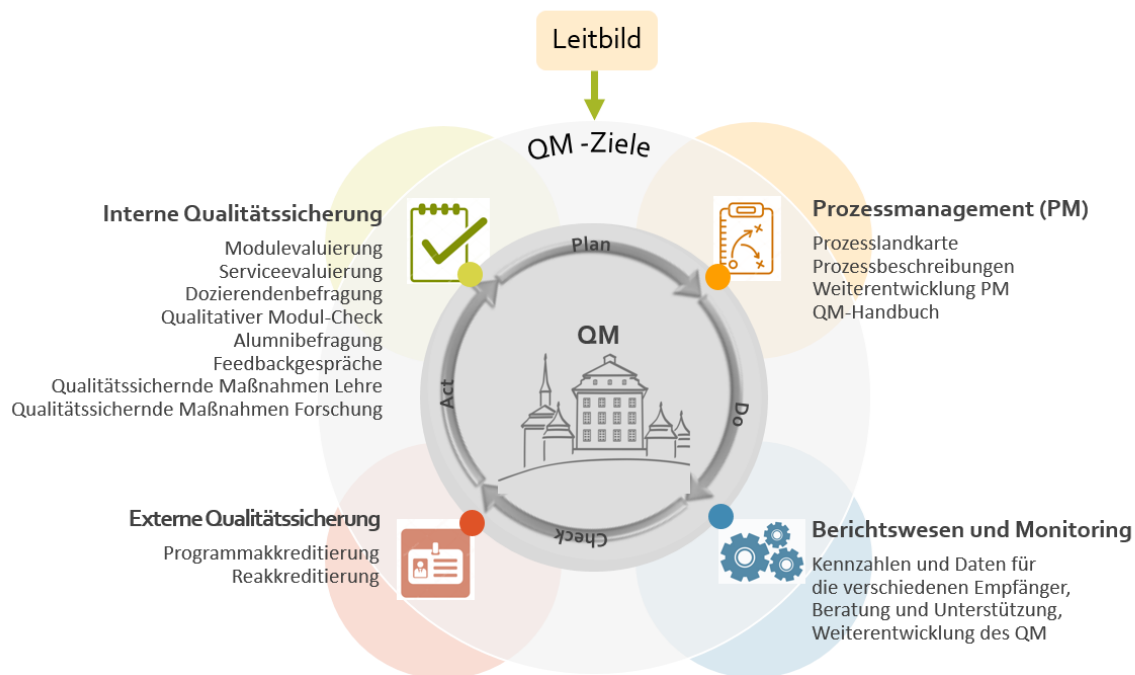 Leitbild
QM -Ziele
Interne Qualitätssicherung
Modulevaluierung
Serviceevaluierung
Dozierendenbefragung
Qualitativer Modul-Check
Alumnibefragung
Feedbackgespräche
Qualitätssichernde Maßnahmen Lehre
Qualitätssichernde Maßnahmen Forschung
Prozessmanagement (PM)
Prozesslandkarte
Prozessbeschreibungen
Weiterentwicklung PM
QM-Handbuch
Plan
QM
Act
Do
Check
Externe Qualitätssicherung
Programmakkreditierung
Reakkreditierung
Berichtswesen und Monitoring
Kennzahlen und Daten für
die verschiedenen Empfänger,
Beratung und Unterstützung,
Weiterentwicklung des QM